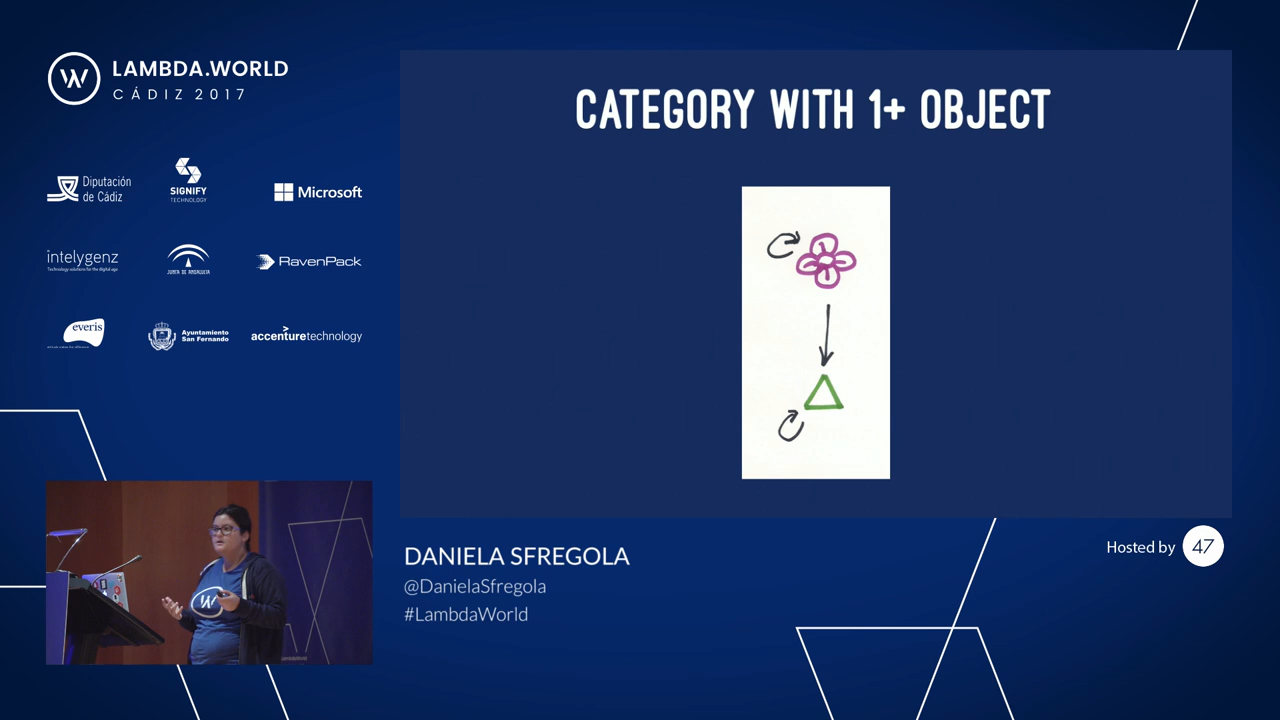 LAMBDA.WORLD
CÁDIZ 2017
CATEGORY WITH 1+ OBJECT
Diputación
de Cádiz
SIGNIFY
TECHNOLOGY
Microsoft
intelygenz
Technology solutions for the digital age
JUNTA DE ANDALUCIA
RavenPack
everis
Ayuntamiento
San Fernando
accenturetechnology
DANIELA SFREGOLA
@DanielaSfregola
#LambdaWorld
Hosted by 47